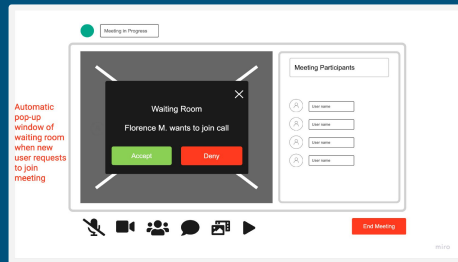 Meeting In Progress
Meeting Participants
Waiting Room
Florence M. wants to join call
Accept
Deny
User name
User name
User name
User name
Automatic
pop-up
window of
waiting room
when new
user requests
to join
meeting
End Meeting
miro